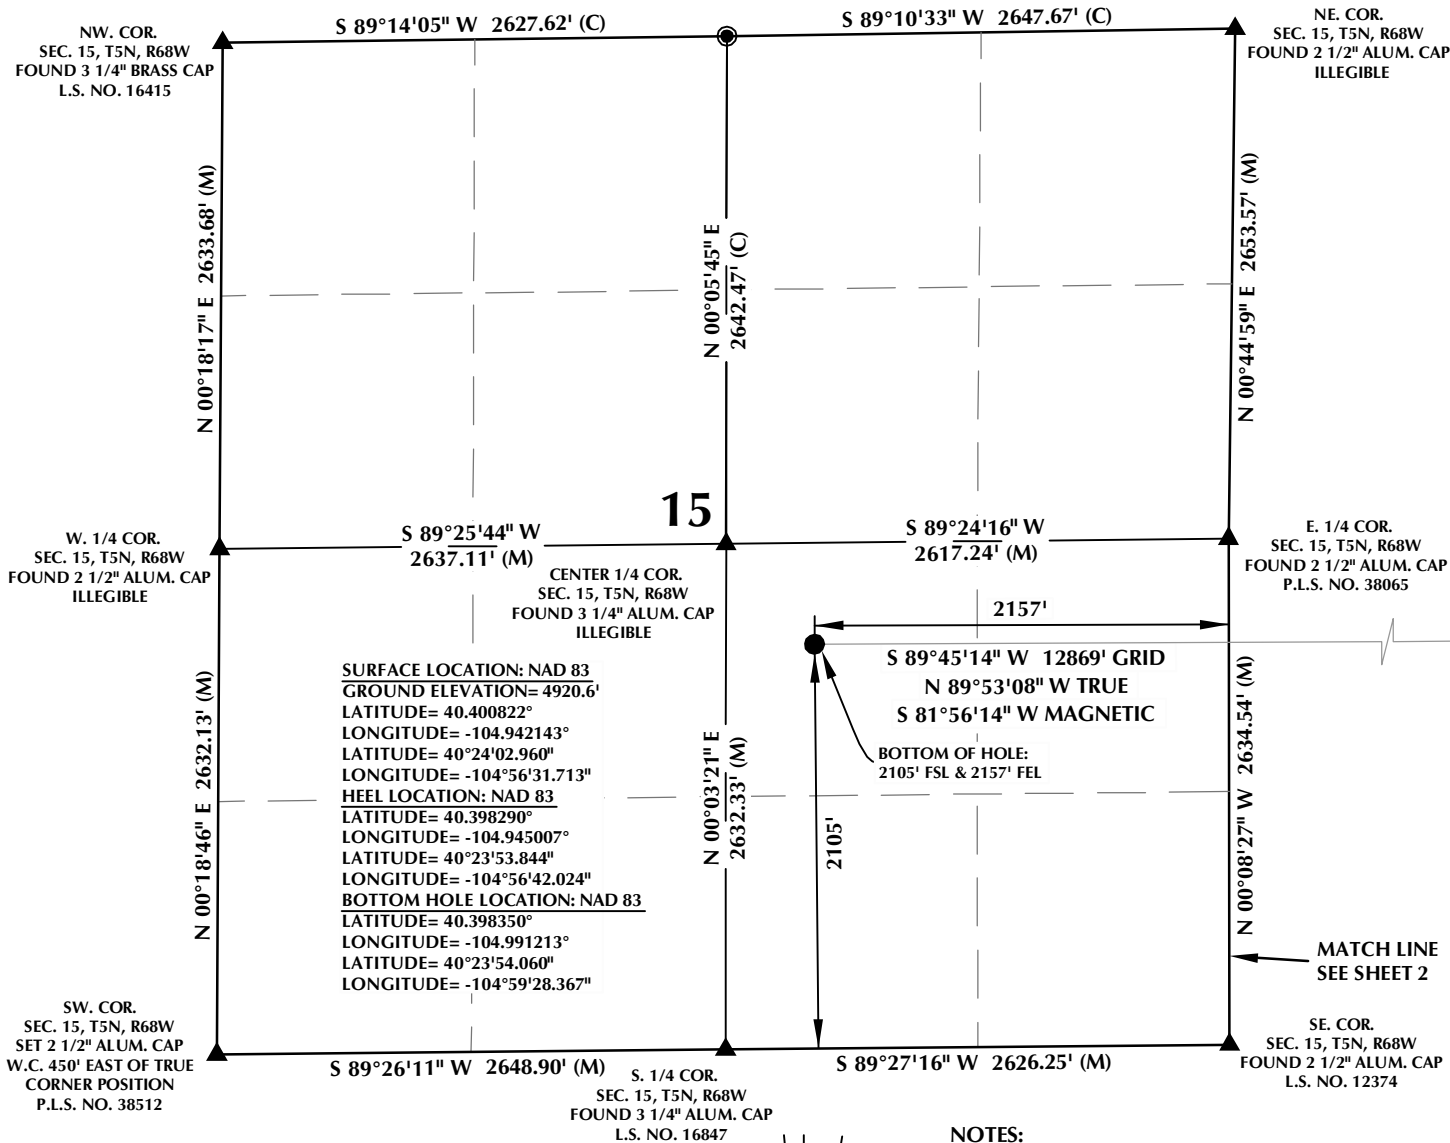 S 89°14'05" W 2627.62' (C)
S 89°10'33" W 2647.67' (C)
NW. COR.
SEC. 15, T5N, R68W
FOUND 3 1/4" BRASS CAP
L.S. NO. 16415
NE. COR.
SEC. 15, T5N, R68W
FOUND 2 1/2" ALUM. CAP
ILLEGIBLE
N 00°18'17" E 2633.68' (M)
N 00°05'45" E
2642.47' (C)
N 00°44'59" E 2653.57' (M)
15
W. 1/4 COR.
SEC. 15, T5N, R68W
FOUND 2 1/2" ALUM. CAP
ILLEGIBLE
S 89°25'44" W
2637.11' (M)
CENTER 1/4 COR.
SEC. 15, T5N, R68W
FOUND 3 1/4" ALUM. CAP
ILLEGIBLE
S 89°24'16" W
2617.24' (M)
E. 1/4 COR.
SEC. 15, T5N, R68W
FOUND 2 1/2" ALUM. CAP
P.L.S. NO. 38065
2157'
S 89°45'14" W 12869' GRID
N 89°53'08" W TRUE
S 81°56'14" W MAGNETIC
BOTTOM OF HOLE:
2105' FSL & 2157' FEL
2105'
SURFACE LOCATION: NAD 83
GROUND ELEVATION= 4920.6'
LATITUDE= 40.400822°
LONGITUDE= -104.942143°
LATITUDE= 40°24'02.960"
LONGITUDE= -104°56'31.713"
HEEL LOCATION: NAD 83
LATITUDE= 40.398290°
LONGITUDE= -104.945007°
LATITUDE= 40°23'53.844"
LONGITUDE= -104°56'42.024"
BOTTOM HOLE LOCATION: NAD 83
LATITUDE= 40.398350°
LONGITUDE= -104.991213°
LATITUDE= 40°23'54.060"
LONGITUDE= -104°59'28.367"
N 00°18'46" E 2632.13' (M)
N 00°03'21" E
2632.33' (M)
N 00°08'27" W 2634.54' (M)
MATCH LINE
SEE SHEET 2
SW. COR.
SEC. 15, T5N, R68W
SET 2 1/2" ALUM. CAP
W.C. 450' EAST OF TRUE
CORNER POSITION
P.L.S. NO. 38512
S 89°26'11" W 2648.90' (M)
S. 1/4 COR.
SEC. 15, T5N, R68W
FOUND 3 1/4" ALUM. CAP
L.S. NO. 16847
S 89°27'16" W 2626.25' (M)
SE. COR.
SEC. 15, T5N, R68W
FOUND 2 1/2" ALUM. CAP
L.S. NO. 12374
NOTES: